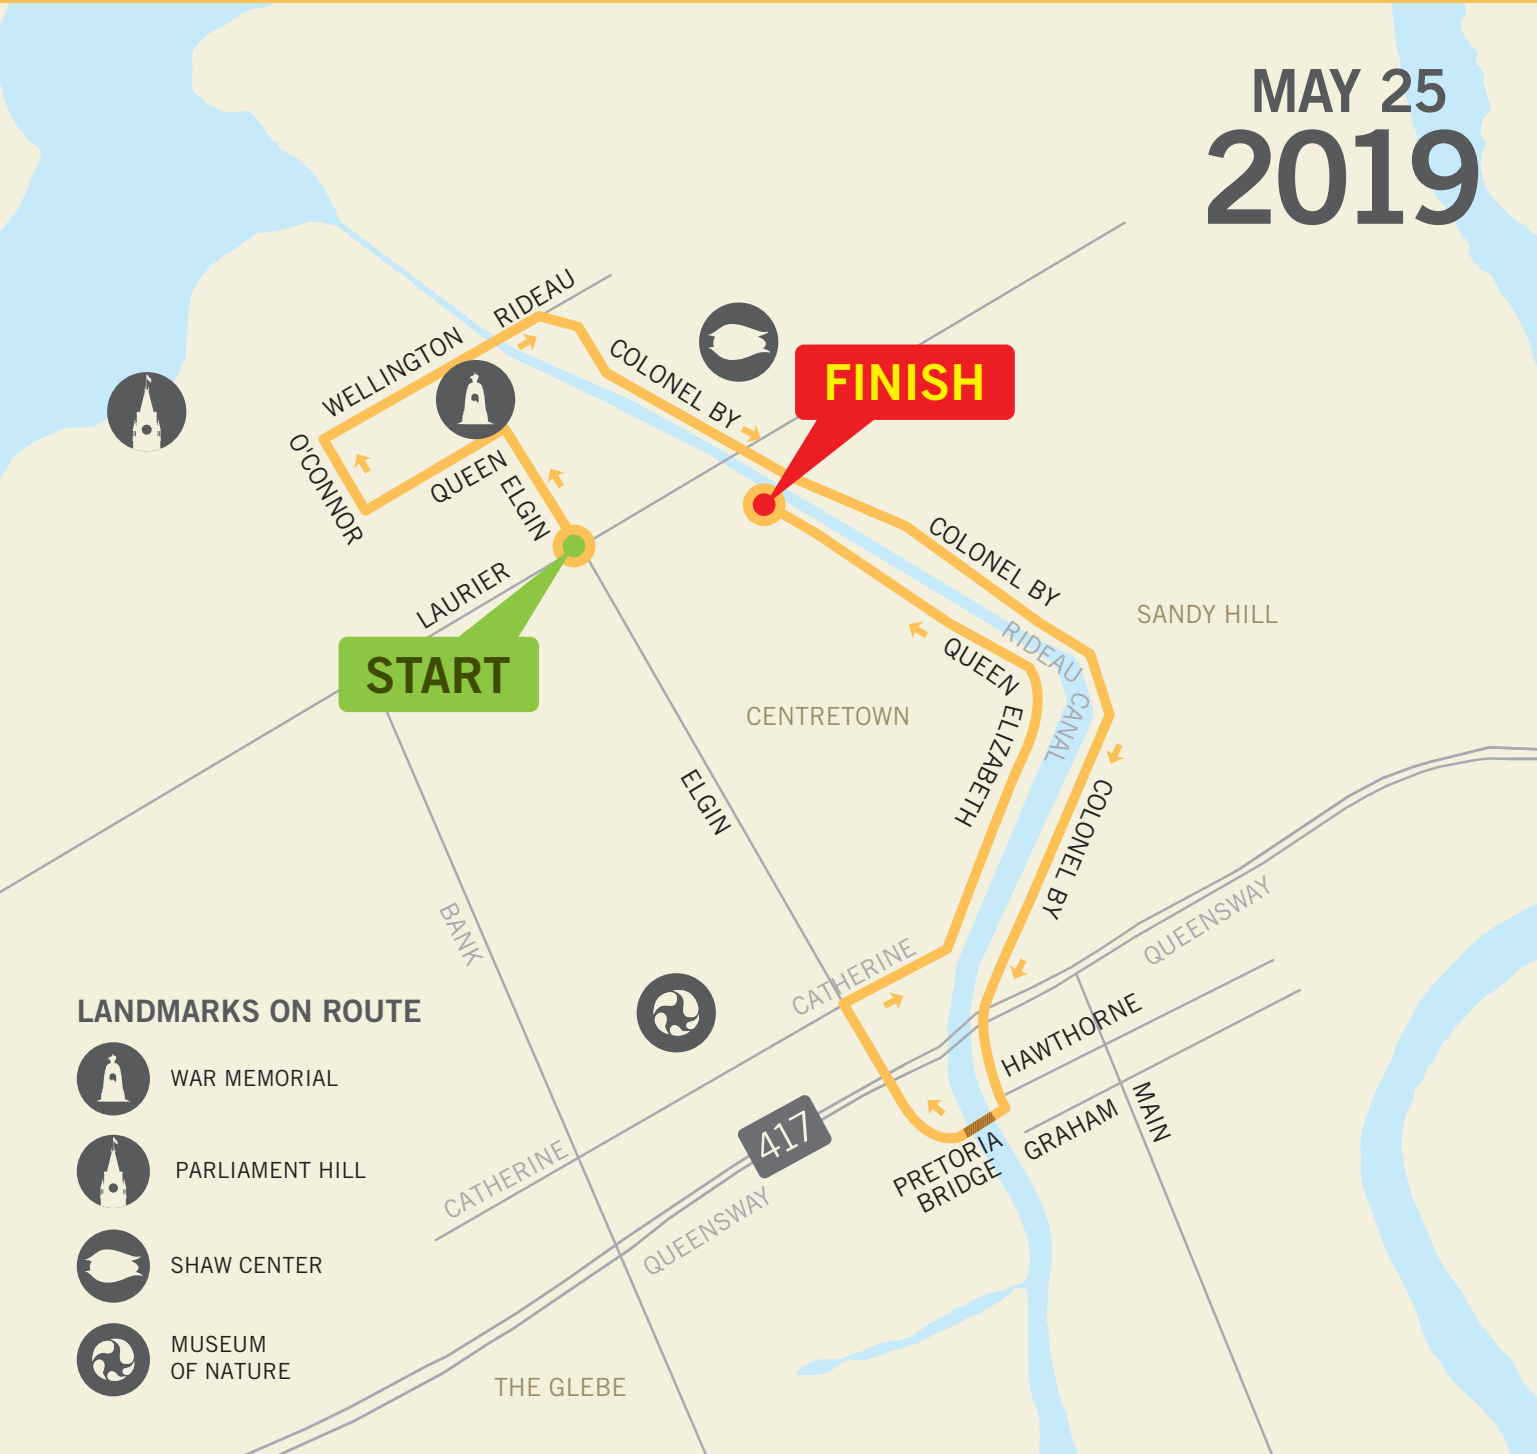 MAY 25
2019
RIDEAU
WELLINGTON
COLONEL BY
FINISH
O'CONNOR
QUEEN
ELGIN
LAURIER
START
COLONEL BY
SANDY HILL
RIDEAU CANAL
QUEEN ELIZABETH
CENTRETOWN
ELGIN
COLONEL BY
BANK
CATHERINE
QUEENSWAY
HAWTHORNE
GRAHAM
MAIN
417
PRETORIA
BRIDGE
CATHERINE
QUEENSWAY
THE GLEBE
LANDMARKS ON ROUTE
WAR MEMORIAL
PARLIAMENT HILL
SHAW CENTER
MUSEUM
OF NATURE